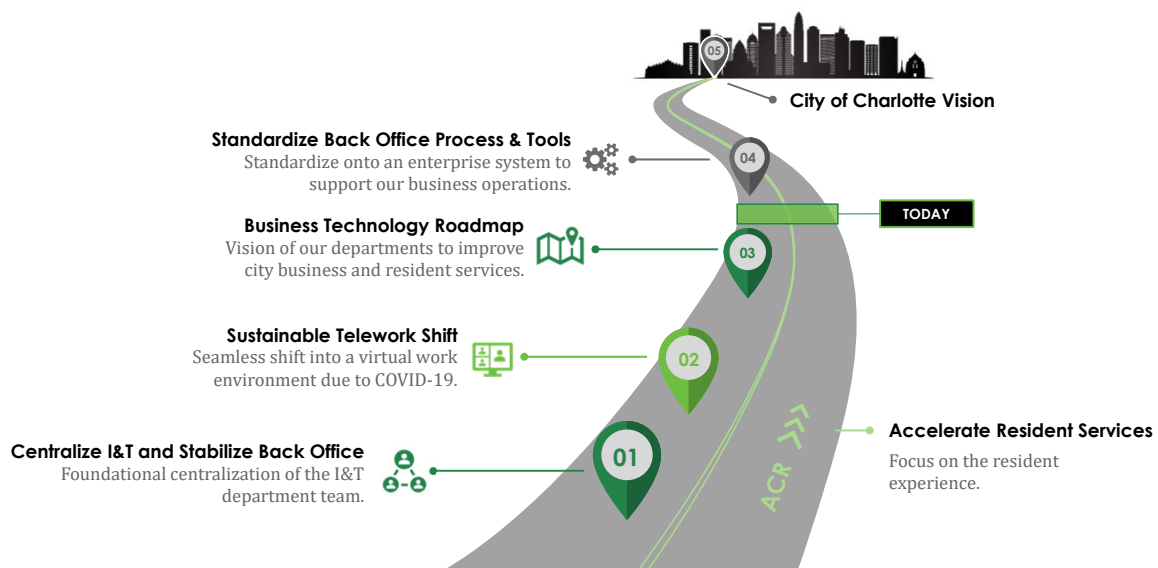 05
City of Charlotte Vision
Standardize Back Office Process & Tools
Standardize onto an enterprise system to
support our business operations.
04
TODAY
Business Technology Roadmap
Vision of our departments to improve
city business and resident services.
03
Sustainable Telework Shift
Seamless shift into a virtual work
environment due to COVID-19.
02
Centralize I&T and Stabilize Back Office
Foundational centralization of the I&T
department team.
01
ACR
Accelerate Resident Services
Focus on the resident
experience.